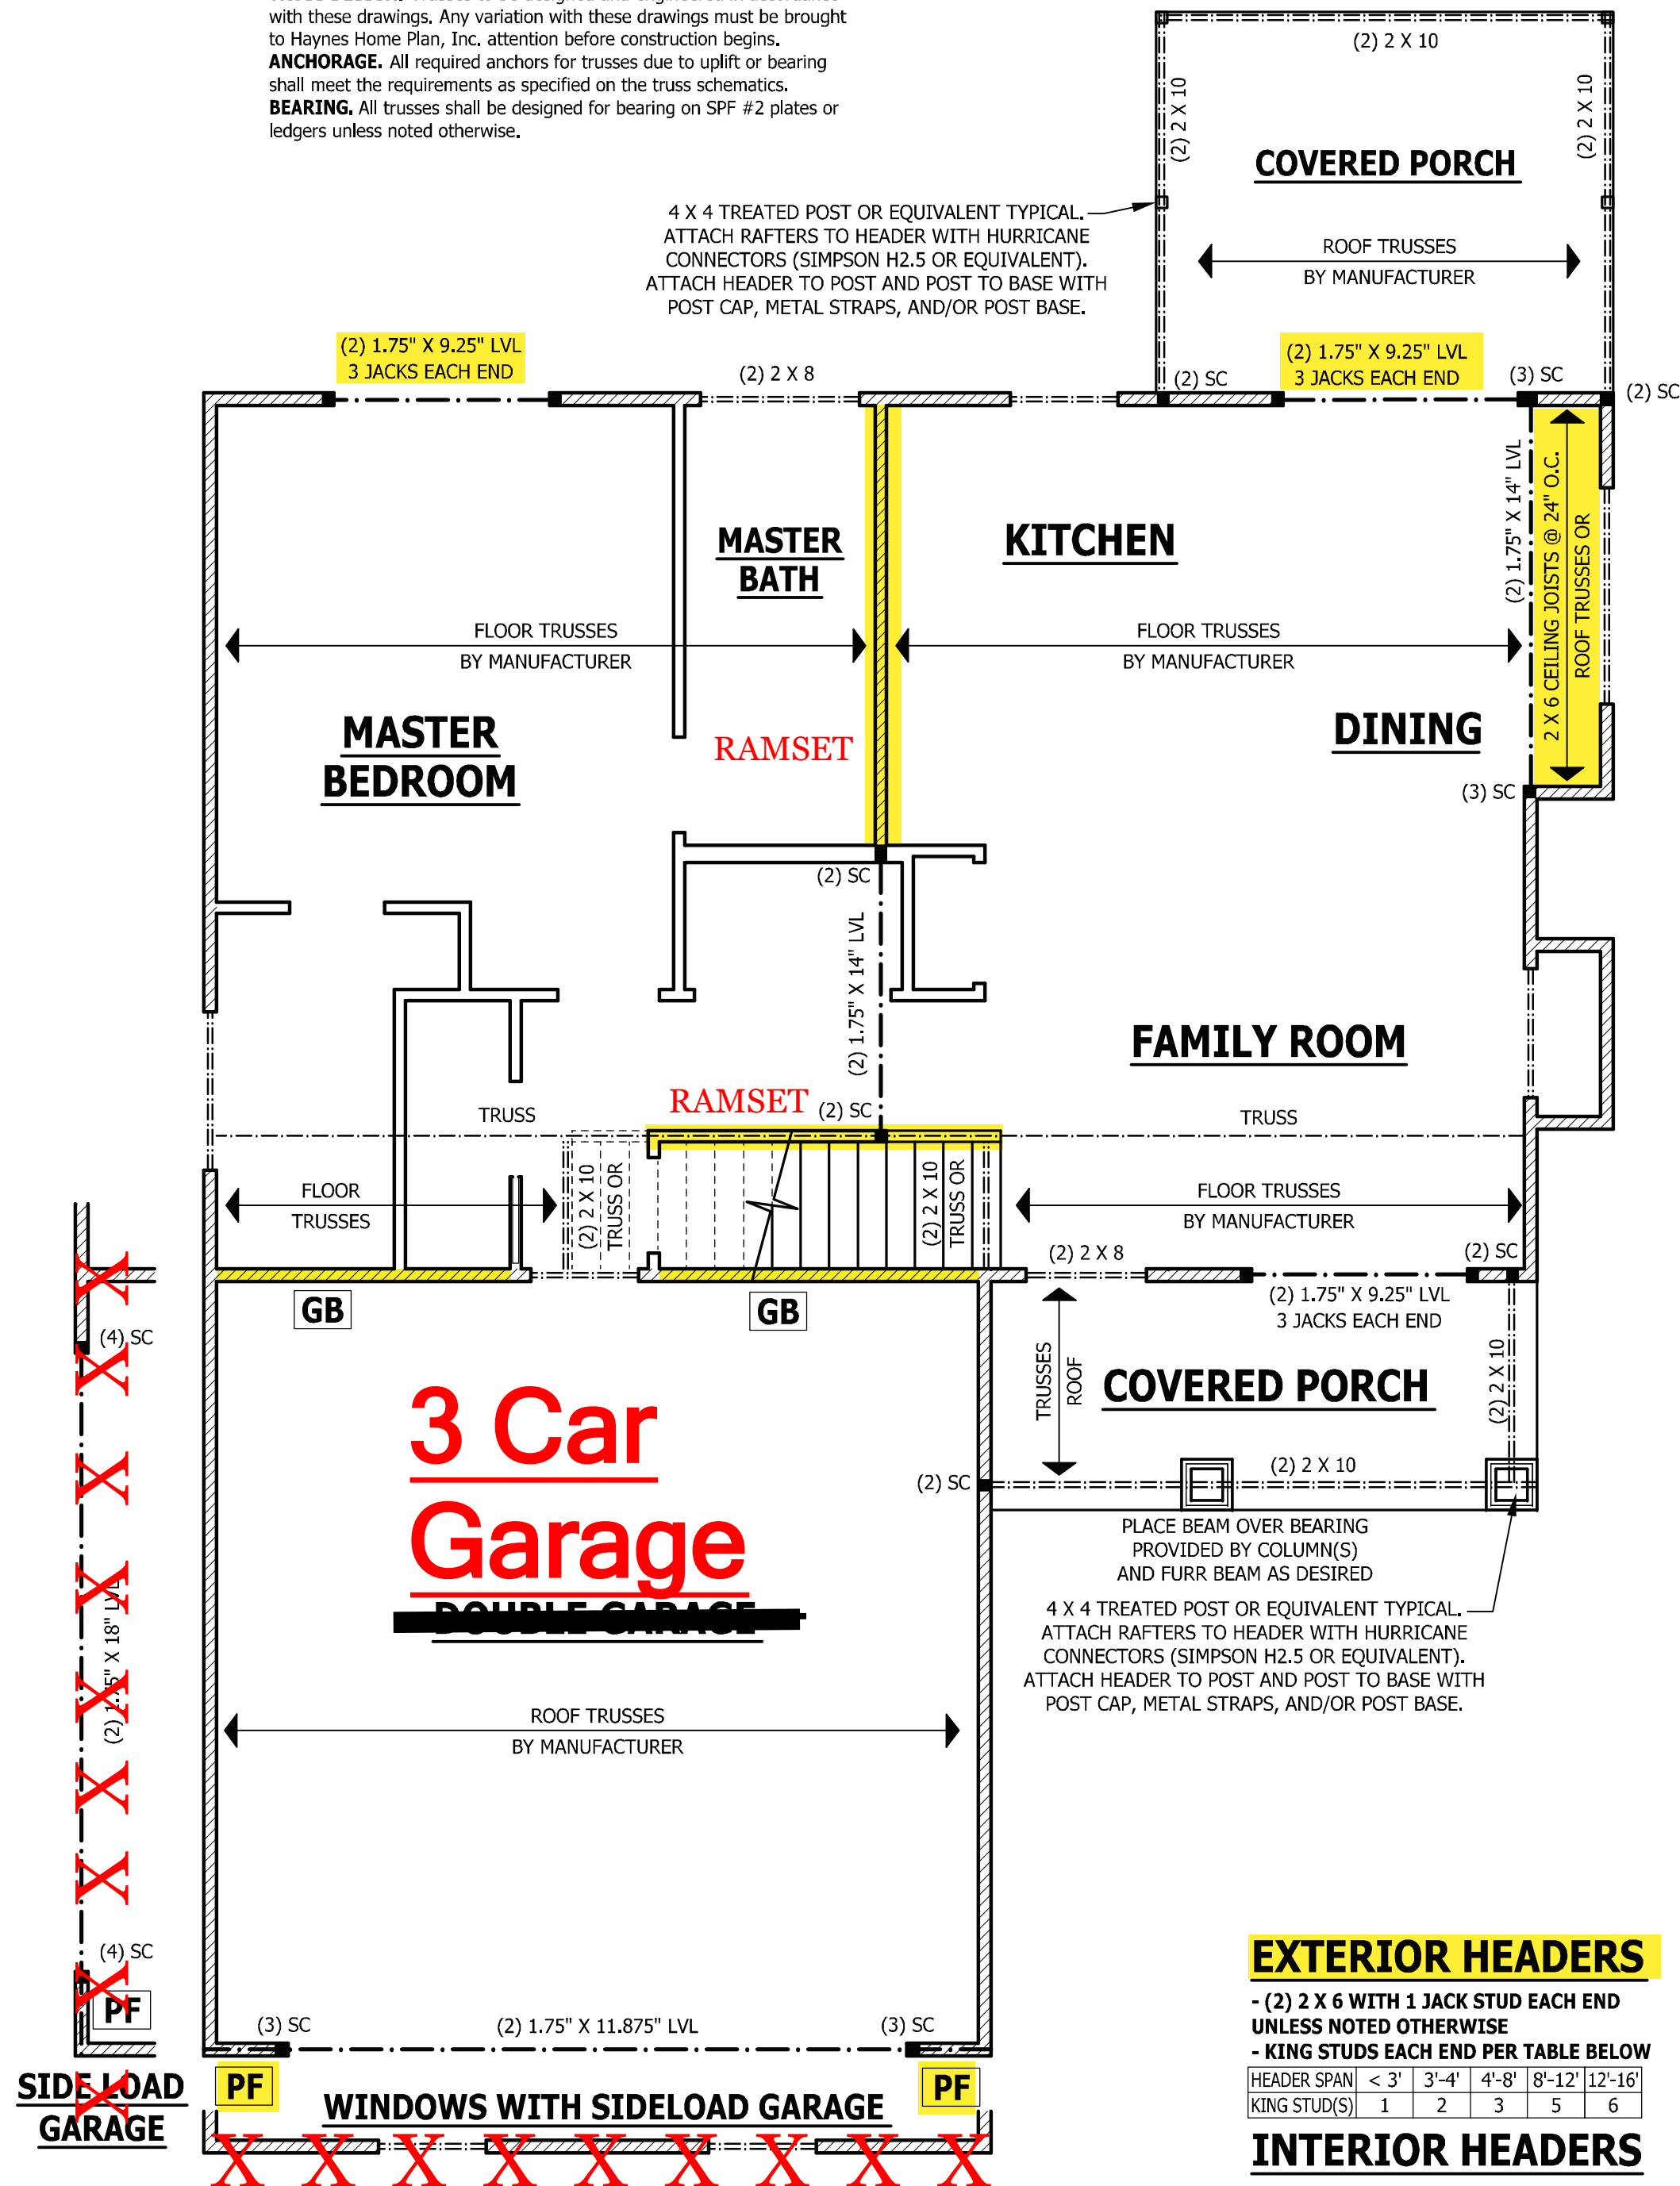 with these drawings. Any variation with these drawings must be brought
to Haynes Home Plan, Inc. attention before construction begins.
ANCHORAGE. All required anchors for trusses due to uplift or bearing
shall meet the requirements as specified on the truss schematics.
BEARING. All trusses shall be designed for bearing on SPF #2 plates or
ledgers unless noted otherwise.
(2) 2 X 10
(2) 2 X 10
(2) 2 X 10
COVERED PORCH
4 X 4 TREATED POST OR EQUIVALENT TYPICAL.
ATTACH RAFTERS TO HEADER WITH HURRICANE
CONNECTORS (SIMPSON H2.5 OR EQUIVALENT).
ATTACH HEADER TO POST AND POST TO BASE WITH
POST CAP, METAL STRAPS, AND/OR POST BASE.
ROOF TRUSSES
BY MANUFACTURER
(2) 1.75" X 9.25" LVL
3 JACKS EACH END
(2) 2 X 8
(2) 1.75" X 9.25" LVL
3 JACKS EACH END
(2) SC
(3) SC
(2) SC
MASTER
BATH
KITCHEN
(2) 1.75" X 14" LVL
2 X 6 CEILING JOISTS @ 24" O.C.
ROOF TRUSSES OR
FLOOR TRUSSES
BY MANUFACTURER
FLOOR TRUSSES
BY MANUFACTURER
MASTER
BEDROOM
RAMSET
DINING
(3) SC
(2) SC
(2) 1.75" X 14" LVL
FAMILY ROOM
RAMSET
(2) SC
TRUSS
TRUSS
FLOOR
TRUSSES
(2) 2 X 10
TRUSS OR
(2) 2 X 10
TRUSS OR
FLOOR TRUSSES
BY MANUFACTURER
(2) 2 X 8
(2) SC
(2) 1.75" X 9.25" LVL
3 JACKS EACH END
GB
GB
X
(4) SC
X
X
X
X
X
X
X
X
(2) 1.75" X 18" LVL
TRUSSES
ROOF
COVERED PORCH
(2) 2 X 10
3 Car
Garage
DOUBLE GARAGE
(2) SC
(2) 2 X 10
PLACE BEAM OVER BEARING
PROVIDED BY COLUMN(S)
AND FURR BEAM AS DESIRED
4 X 4 TREATED POST OR EQUIVALENT TYPICAL.
ATTACH RAFTERS TO HEADER WITH HURRICANE
CONNECTORS (SIMPSON H2.5 OR EQUIVALENT).
ATTACH HEADER TO POST AND POST TO BASE WITH
POST CAP, METAL STRAPS, AND/OR POST BASE.
ROOF TRUSSES
BY MANUFACTURER
(4) SC
PF
(3) SC
(2) 1.75" X 11.875" LVL
(3) SC
SIDE LOAD
GARAGE
PF
PF
WINDOWS WITH SIDELOAD GARAGE
X X X X X X X X X
EXTERIOR HEADERS
- (2) 2 X 6 WITH 1 JACK STUD EACH END
UNLESS NOTED OTHERWISE
- KING STUDS EACH END PER TABLE BELOW
HEADER SPAN < 3' 3'-4' 4'-8' 8'-12' 12'-16'
KING STUD(S) 1 2 3 5 6
INTERIOR HEADERS